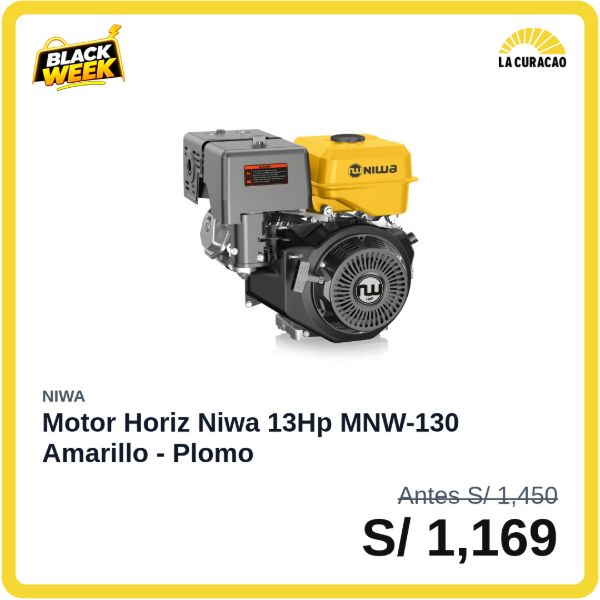 BLACK
WEEK
LA CURACAO
NIWA
NW
NIWA
Motor Horiz Niwa 13Hp MNW-130
Amarillo - Plomo
Antes S/ 1,450
S/ 1,169